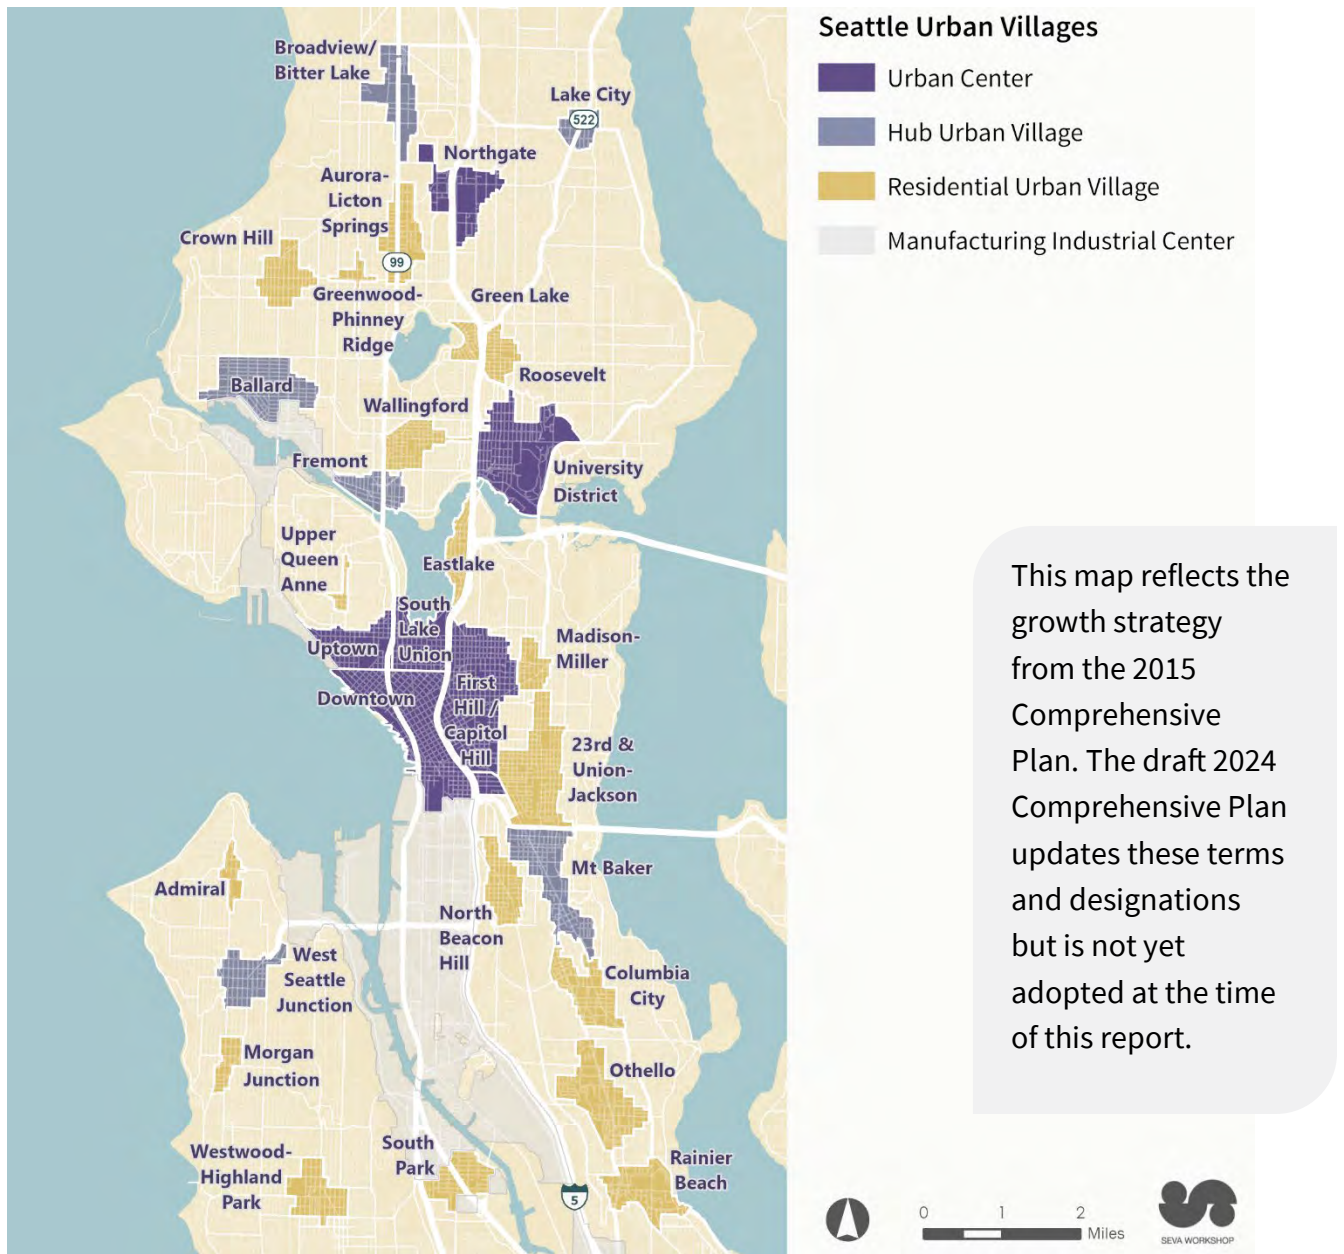 Seattle Urban Villages
Urban Center
Hub Urban Village
Residential Urban Village
Manufacturing Industrial Center
Broadview/
Bitter Lake
Lake City
522
Northgate
Aurora-
Licton
Springs
Crown Hill
99
Greenwood-
Phinney
Ridge
Green Lake
Roosevelt
Ballard
Wallingford
Fremont
University
District
Upper
Queen
Anne
Eastlake
South
Lake
Union
Uptown
Madison-
Miller
Downtown
First
Hill /
Capitol
Hill
23rd &
Union-
Jackson
Mt Baker
Admiral
North
Beacon
Hill
West
Seattle
Junction
Columbia
City
Morgan
Junction
Othello
Westwood-
Highland
Park
South
Park
Rainier
Beach
5
This map reflects the
growth strategy
from the 2015
Comprehensive
Plan. The draft 2024
Comprehensive Plan
updates these terms
and designations
but is not yet
adopted at the time
of this report.
0 1 2
Miles
SEVA WORKSHOP